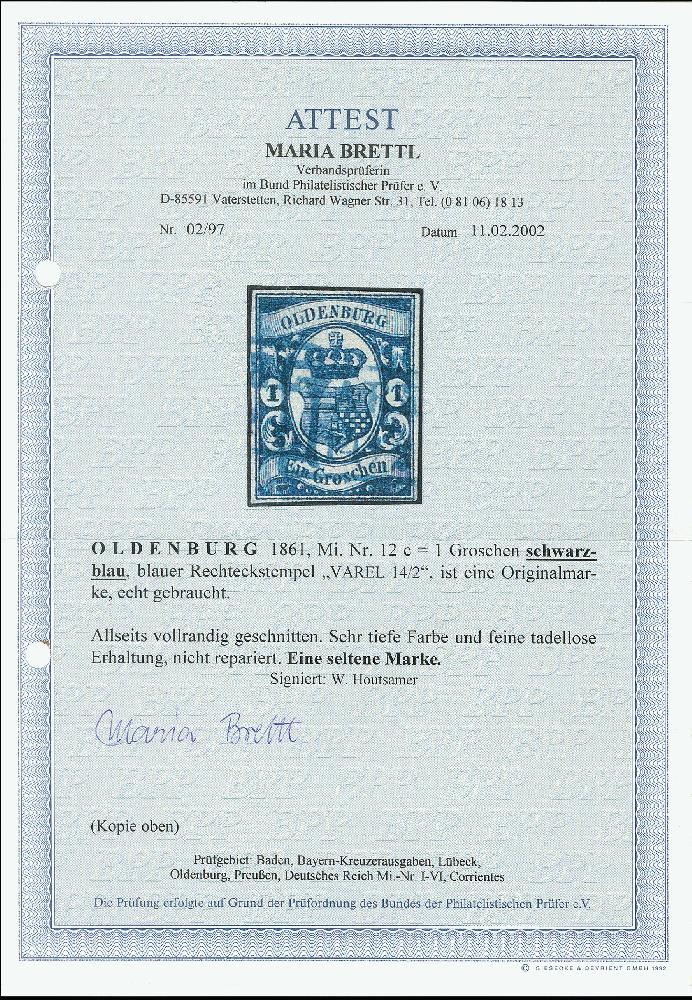 ATTEST
MARIA BRETTL
Verbandsprüferin
im Bund Philatelistischer Prüfer e. V.
D-85591 Vaterstetten, Richard Wagner Str. 31, Tel. (0 81 06) 18 13
Nr. 02/97 Datum 11.02.2002
OLDENBURG
1 1
Ein Groschen
OLDENBURG 1861, Mi. Nr. 12 c = 1 Groschen schwarz-
blau, blauer Rechteckstempel „VAREL 14/2“, ist eine Originalmar-
ke, echt gebraucht.
Allseits vollrandig geschnitten. Sehr tiefe Farbe und feine tadellose
Erhaltung, nicht repariert. Eine seltene Marke.
Signiert: W. Houtsamer
Maria Brettl
(Kopie oben)
Prüfgebiet: Baden, Bayern-Kreuzerausgaben, Lübeck,
Oldenburg, Preußen, Deutsches Reich Mi.-Nr. I-VI, Corrientes
Die Prüfung erfolgte auf Grund der Prüfordnung des Bundes der Philatelistischen Prüfer e.V.
© GIESECKE & DEVRIENT GMBH 1992